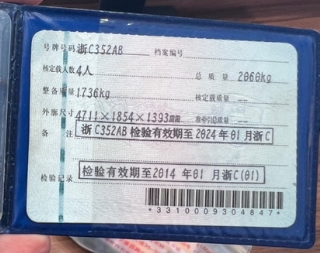 号牌号码 浙C352AB 档案编号
核定载人数 4人 总质量 2060kg
整备质量 1736kg 核定载质量 --
外廓尺寸 4711×1854×1393mm 准牵引总质量 --
备注 浙C352AB 检验有效期至2024年01月浙C
检验记录 检验有效期至2014年01月浙C(01)
*3310009304847*